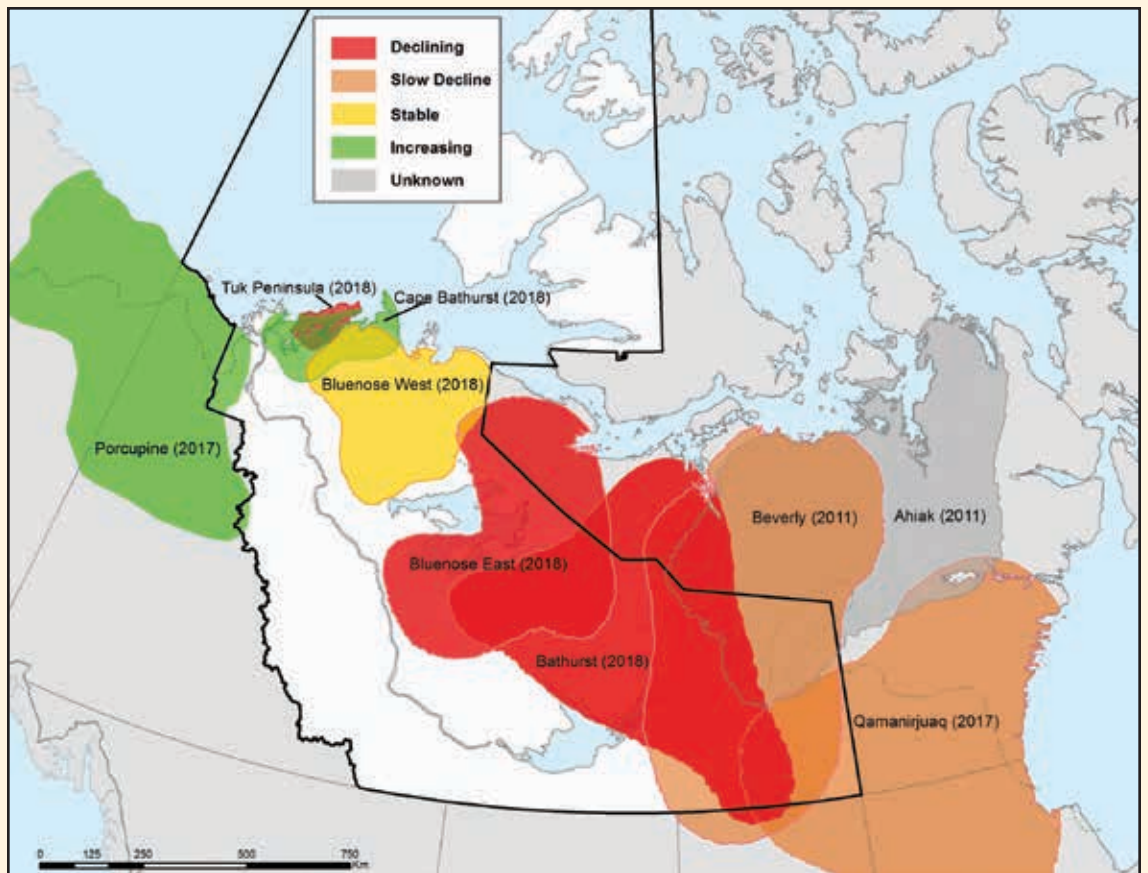 Declining
Slow Decline
Stable
Increasing
Unknown
Tuk Peninsula (2018)
Cape Bathurst (2018)
Bluenose West (2018)
Porcupine (2017)
Beverly (2011)
Ahiak (2011)
Bluenose East (2018)
Bathurst (2018)
Qamanirjuaq (2017)
0 125 250 500 750
Km